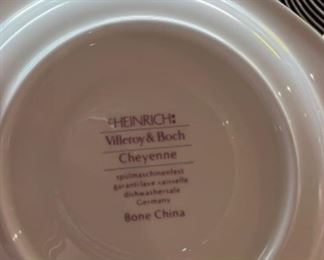 HEINRICH
Villeroy & Boch
Cheyenne
spülmaschinenfest
garanti lave vaisselle
dishwashersafe
Germany
Bone China